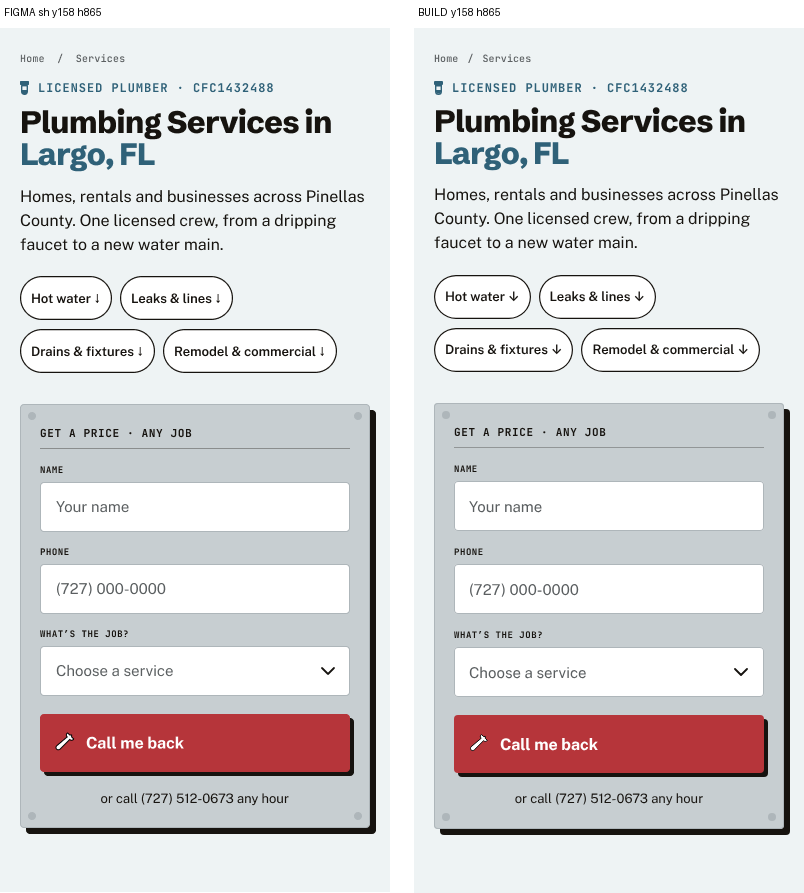 FIGMA sh y158 h865
Home / Services
LICENSED PLUMBER · CFC1432488
Plumbing Services in
Largo, FL
Homes, rentals and businesses across Pinellas
County. One licensed crew, from a dripping
faucet to a new water main.
Hot water ↓
Leaks & lines ↓
Drains & fixtures ↓
Remodel & commercial ↓
GET A PRICE · ANY JOB
NAME
Your name
PHONE
(727) 000-0000
WHAT’S THE JOB?
Choose a service
Call me back
or call (727) 512-0673 any hour
BUILD y158 h865
Home / Services
LICENSED PLUMBER · CFC1432488
Plumbing Services in
Largo, FL
Homes, rentals and businesses across Pinellas
County. One licensed crew, from a dripping
faucet to a new water main.
Hot water ↓
Leaks & lines ↓
Drains & fixtures ↓
Remodel & commercial ↓
GET A PRICE · ANY JOB
NAME
Your name
PHONE
(727) 000-0000
WHAT’S THE JOB?
Choose a service
Call me back
or call (727) 512-0673 any hour